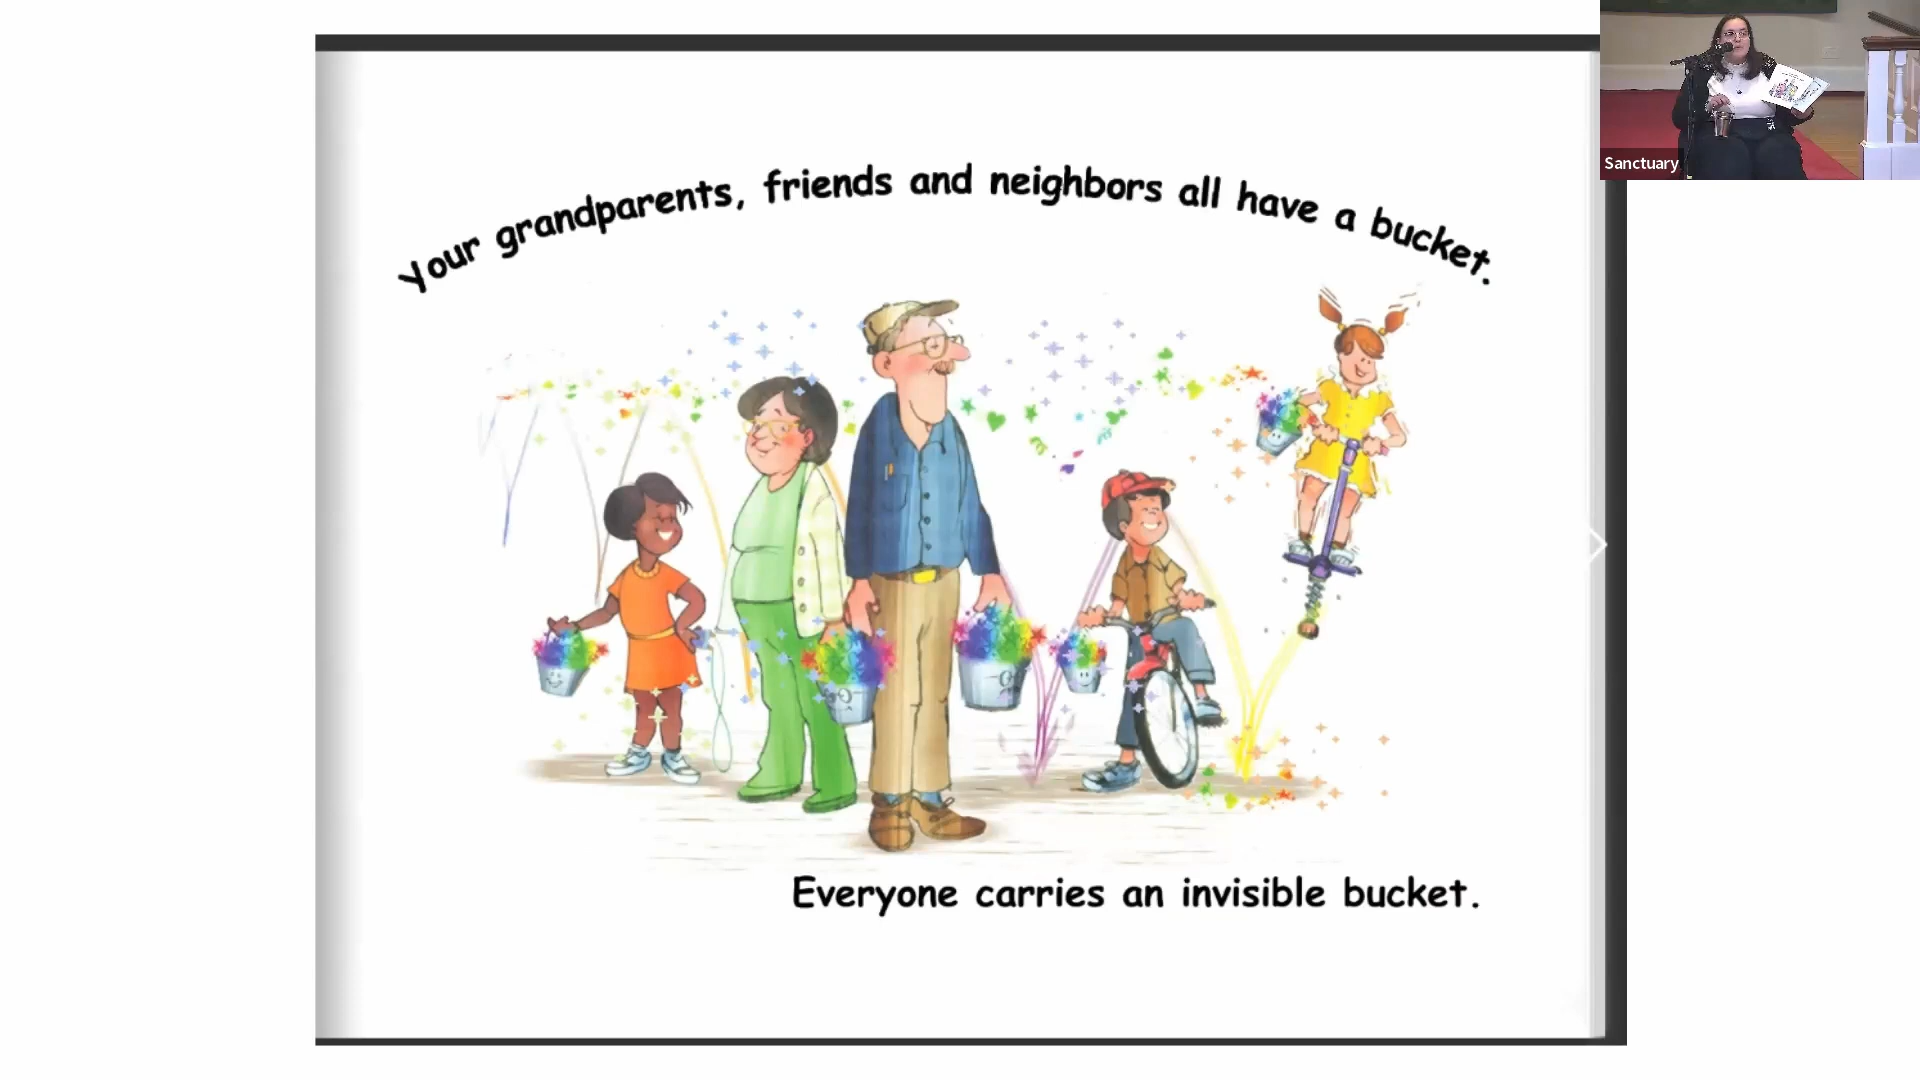 Your grandparents, friends and neighbors all have a bucket.
Everyone carries an invisible bucket.
Sanctuary